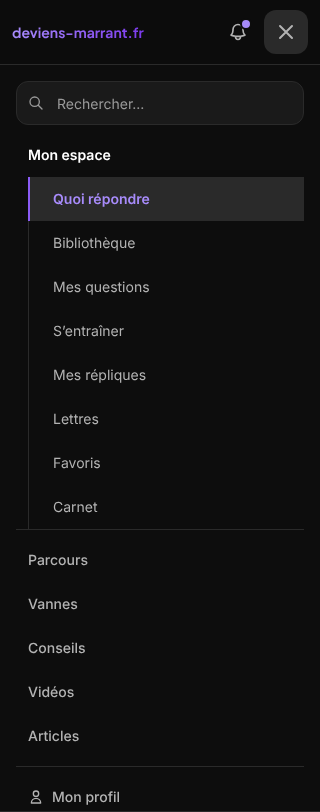 deviens-marrant.fr
Rechercher...
Mon espace
Quoi répondre
Bibliothèque
Mes questions
S’entraîner
Mes répliques
Lettres
Favoris
Carnet
Parcours
Vannes
Conseils
Vidéos
Articles
Mon profil